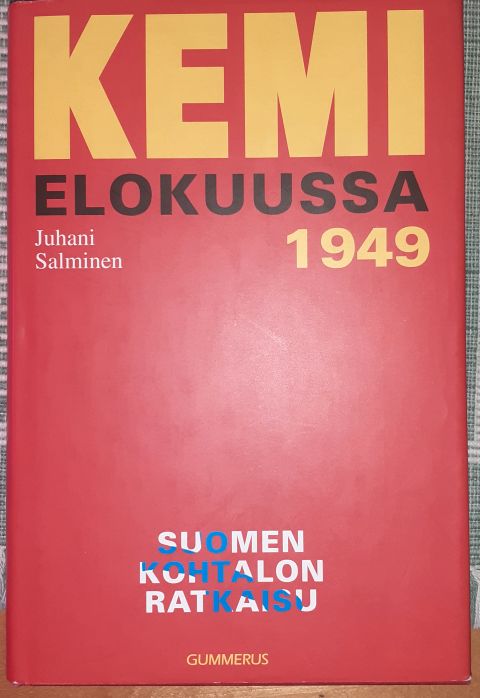 KEMI
ELOKUUSSA
1949
Juhani
Salminen
SUOMEN
KOHTALON
RATKAISU
GUMMERUS